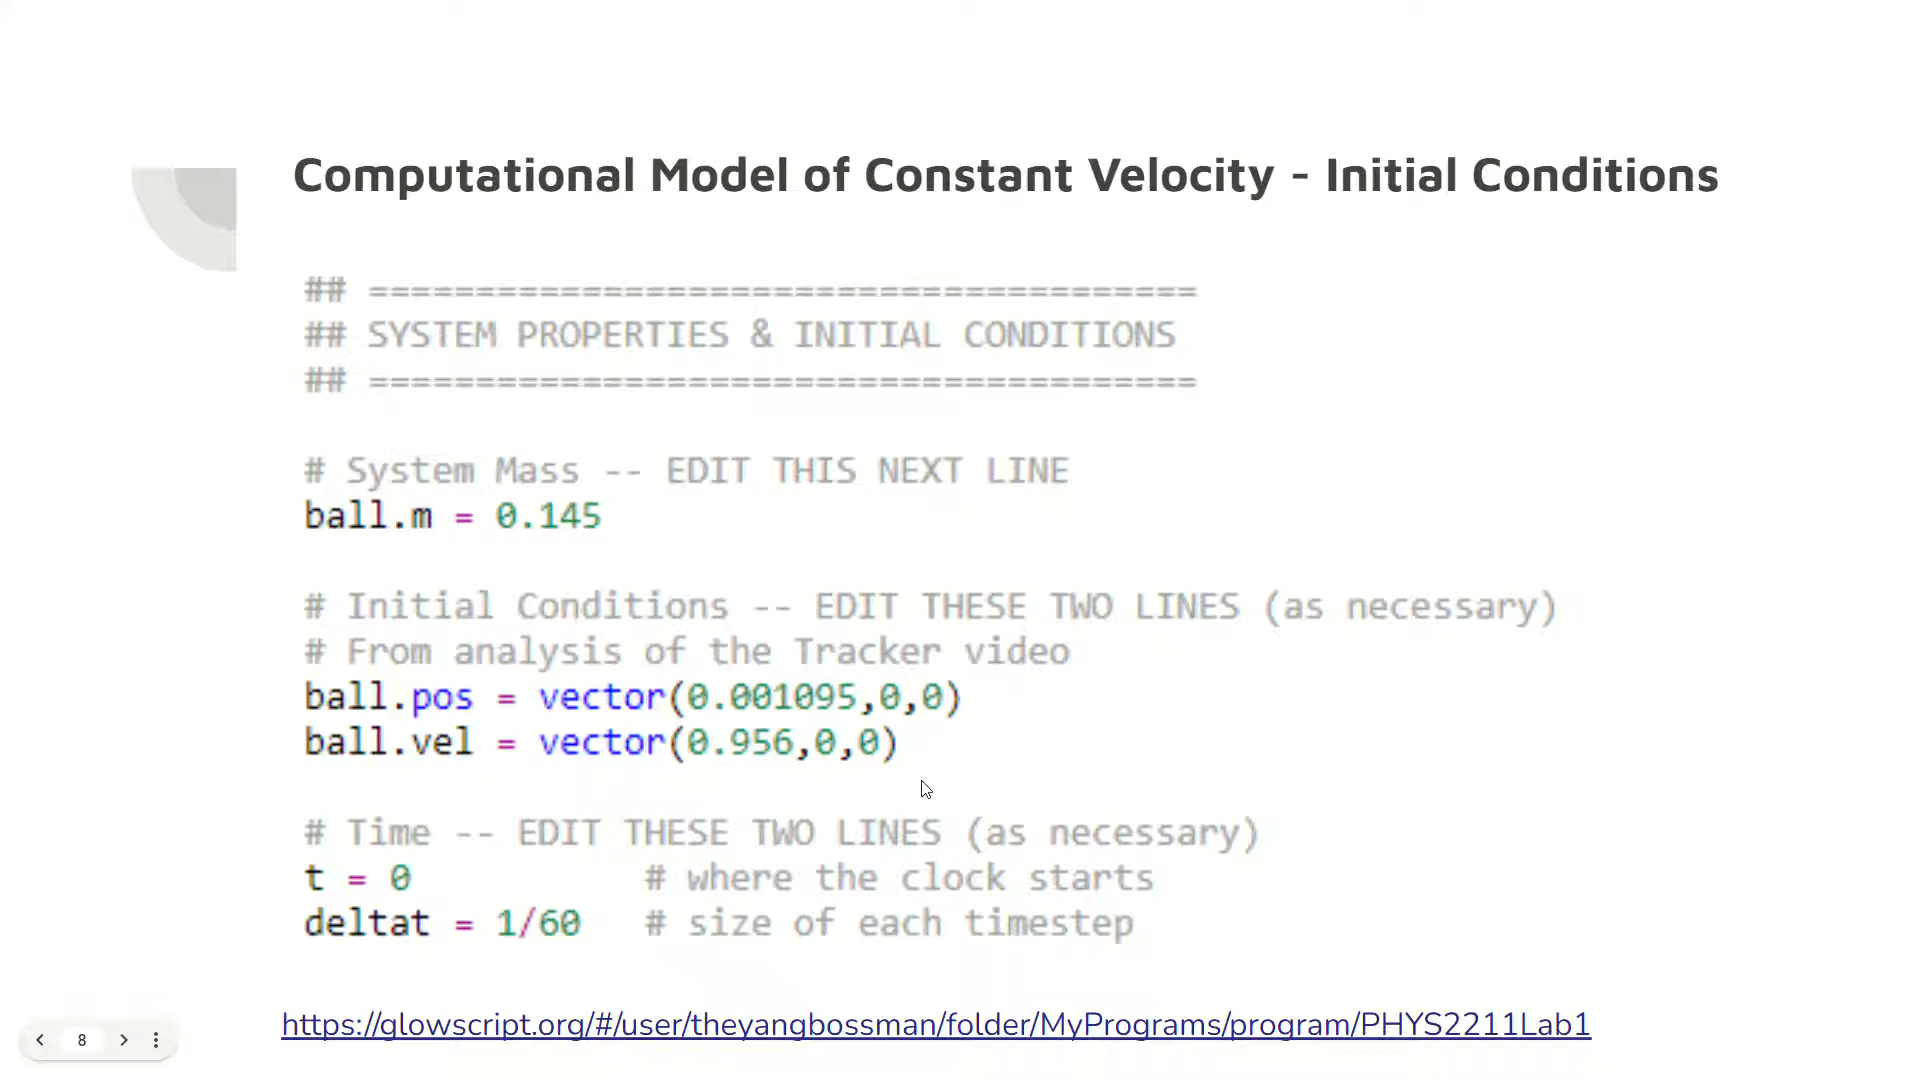 Computational Model of Constant Velocity - Initial Conditions
## =======================================
## SYSTEM PROPERTIES & INITIAL CONDITIONS
## =======================================
# System Mass -- EDIT THIS NEXT LINE
ball.m = 0.145
# Initial Conditions -- EDIT THESE TWO LINES (as necessary)
# From analysis of the Tracker video
ball.pos = vector(0.001095,0,0)
ball.vel = vector(0.956,0,0)
# Time -- EDIT THESE TWO LINES (as necessary)
t = 0 # where the clock starts
deltat = 1/60 # size of each timestep
https://glowscript.org/#/user/theyangbossman/folder/MyPrograms/program/PHYS2211Lab1
8